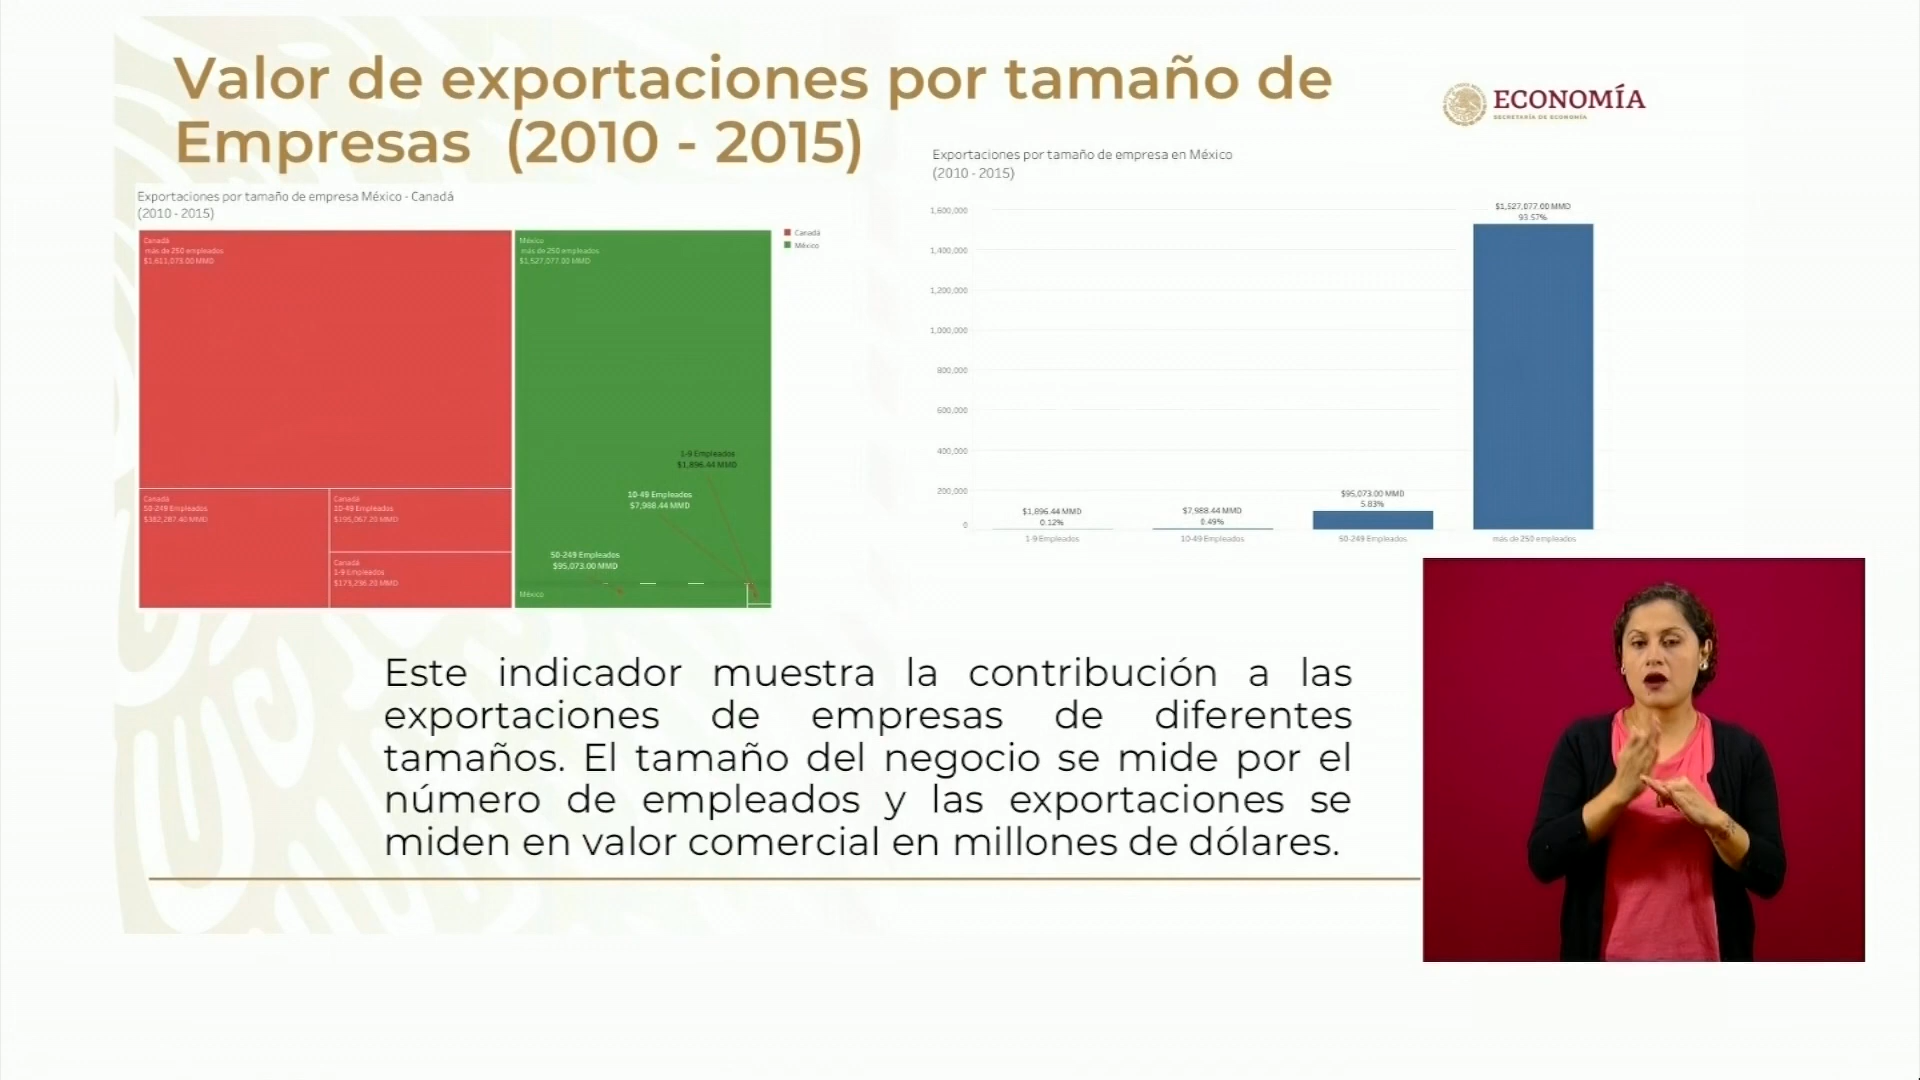 Valor de exportaciones por tamaño de
Empresas (2010 - 2015)
ECONOMÍA
SECRETARÍA DE ECONOMÍA
Exportaciones por tamaño de empresa México - Canadá
(2010 - 2015)
Canadá
más de 250 empleados
$1,611,073.00 MMD
Canadá
50-249 Empleados
$382,287.40 MMD
Canadá
10-49 Empleados
$195,067.20 MMD
Canadá
1-9 Empleados
$173,236.20 MMD
México
más de 250 empleados
$1,527,077.00 MMD
1-9 Empleados
$1,896.44 MMD
10-49 Empleados
$7,988.44 MMD
50-249 Empleados
$95,073.00 MMD
México
Canadá
México
Exportaciones por tamaño de empresa en México
(2010 - 2015)
1,600,000
1,400,000
1,200,000
1,000,000
800,000
600,000
400,000
200,000
0
$1,896.44 MMD
0.12%
$7,988.44 MMD
0.49%
$95,073.00 MMD
5.83%
$1,527,077.00 MMD
93.57%
1-9 Empleados
10-49 Empleados
50-249 Empleados
más de 250 empleados
Este indicador muestra la contribución a las
exportaciones de empresas de diferentes
tamaños. El tamaño del negocio se mide por el
número de empleados y las exportaciones se
miden en valor comercial en millones de dólares.